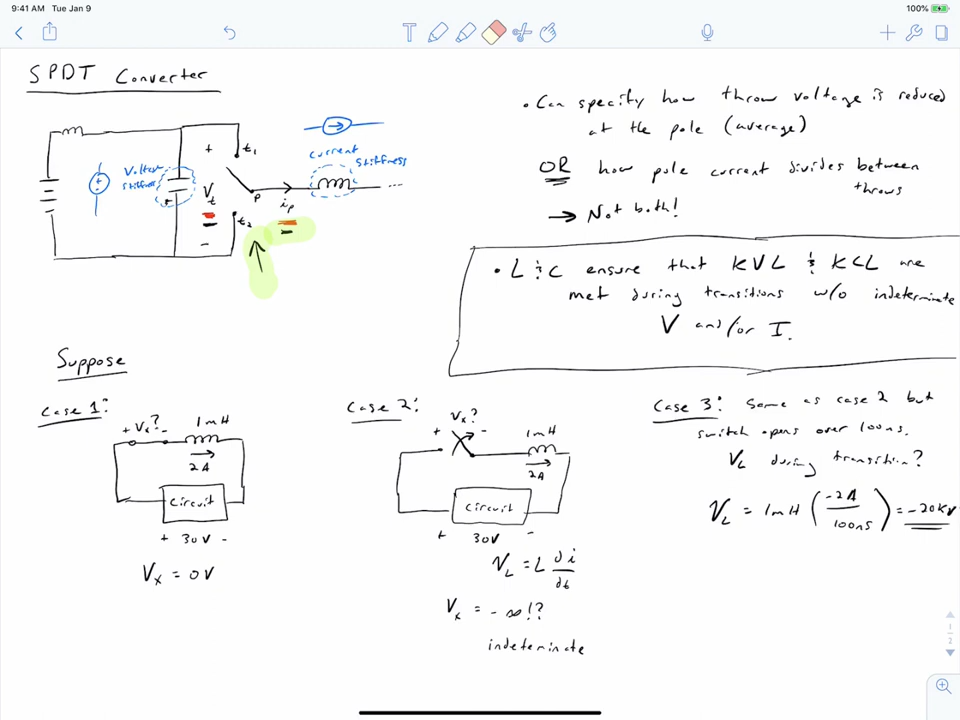 9:41 AM Tue Jan 9
100%
SPDT Converter
• Can specify how throw voltage is reduced
at the pole (average)
OR how pole current divides between
throws
→ Not both!
Voltage
stiffness
current
stiffness
+
t1
Vt
P
iP
...
t2
-
• L & C ensure that KVL & KCL are
met during transitions w/o indeterminate
V and/or I.
Suppose
Case 1:
+ Vx? -
1mH
2A
Circuit
+ 30V -
Vx = 0V
Case 2:
Vx?
+ -
1mH
2A
Circuit
+ 30V -
VL = L di/dt
Vx = -∞!?
indeterminate
Case 3: Same as case 2 but
switch opens over 100ns.
VL during transition?
VL = 1mH (-2A/100ns) = -20kV
1
2